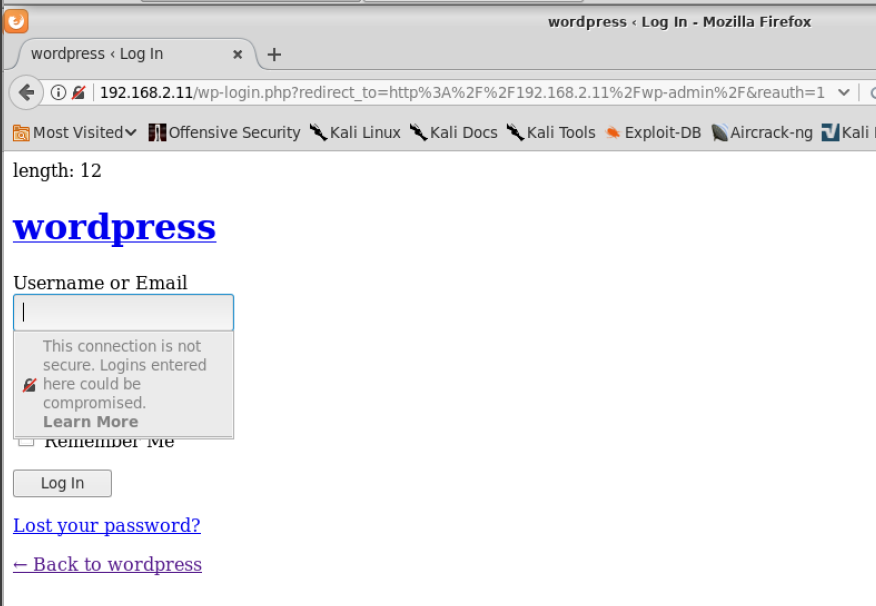 wordpress ‹ Log In - Mozilla Firefox
wordpress ‹ Log In
192.168.2.11/wp-login.php?redirect_to=http%3A%2F%2F192.168.2.11%2Fwp-admin%2F&reauth=1
Most Visited Offensive Security Kali Linux Kali Docs Kali Tools Exploit-DB Aircrack-ng Kali
length: 12
wordpress
Username or Email
This connection is not
secure. Logins entered
here could be
compromised.
Learn More
Remember Me
Log In
Lost your password?
← Back to wordpress